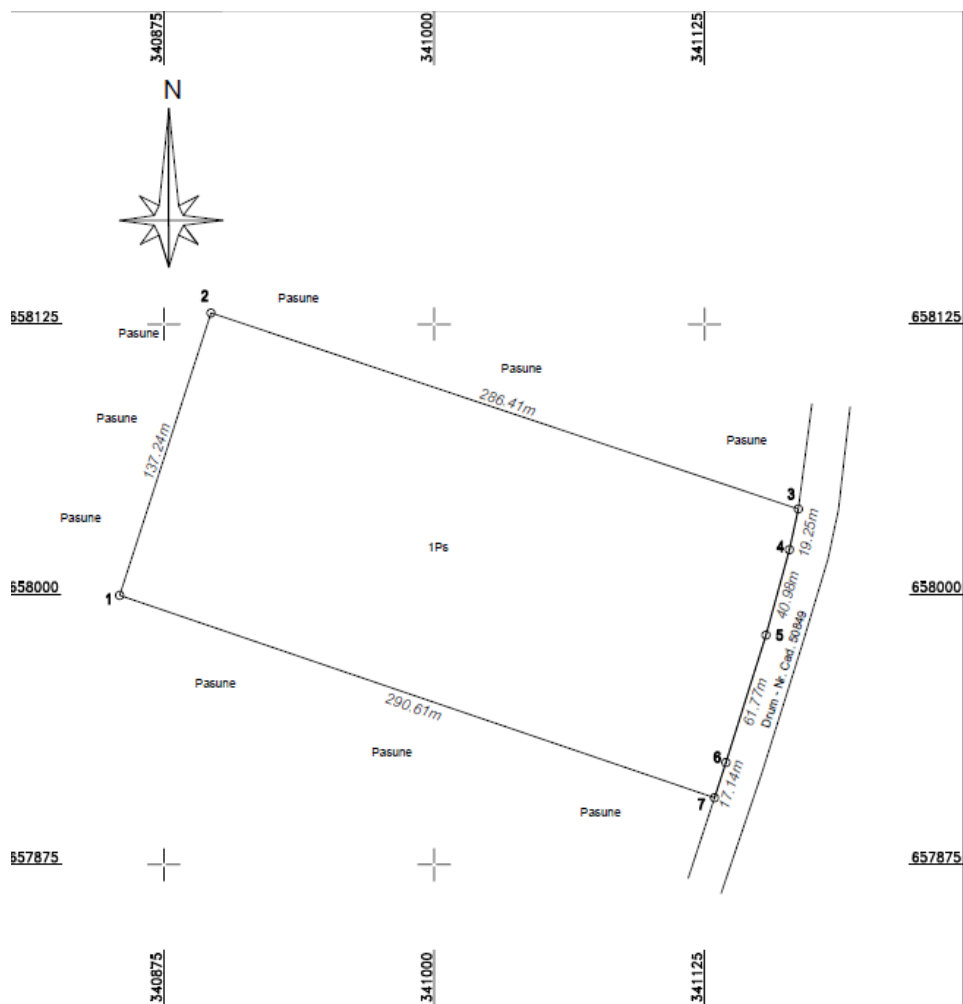 340875
341000
341125
N
2
Pasune
658125
658125
Pasune
Pasune
286.41m
Pasune
Pasune
137.24m
3
Pasune
19.25m
1Ps
4
658000
658000
1
40.98m
5
Drum - Nr. Cad. 50849
Pasune
61.77m
290.61m
Pasune
6
17.14m
7
Pasune
657875
657875
340875
341000
341125